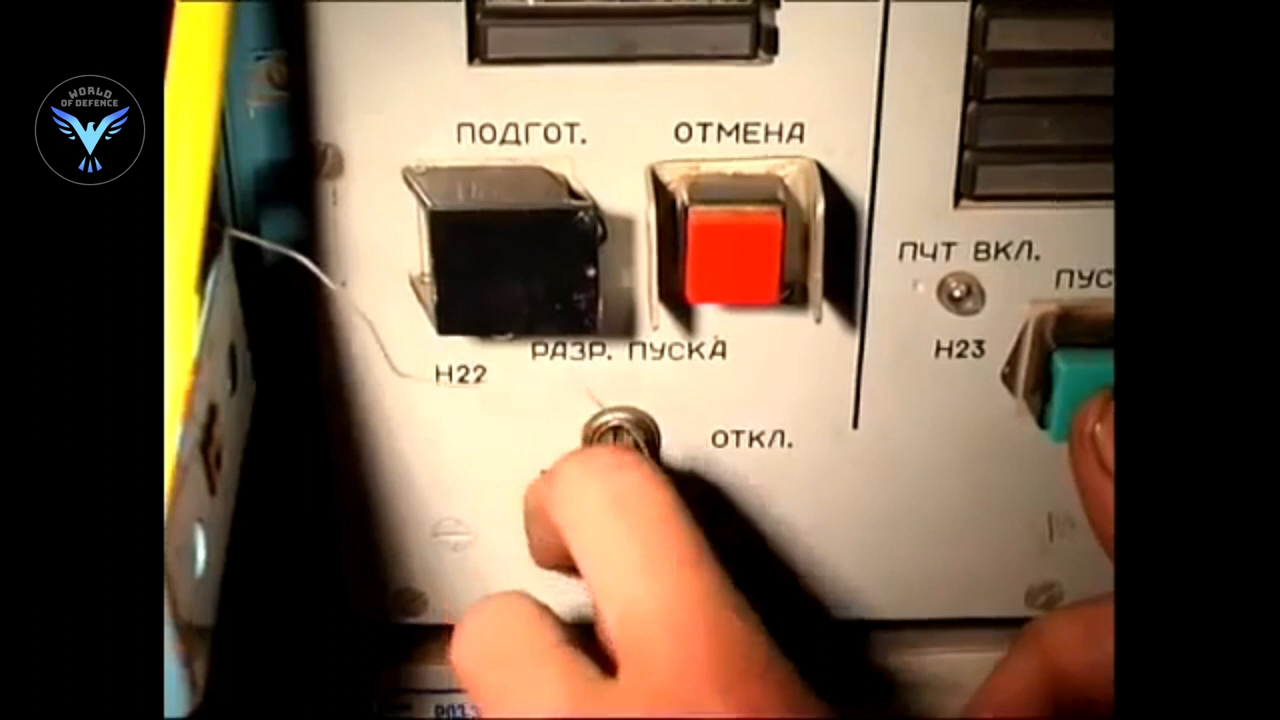 WORLD
OF DEFENCE
ПОДГОТ.
ОТМЕНА
ПЧТ ВКЛ.
ПУС
РАЗР. ПУСКА
Н22
Н23
ОТКЛ.